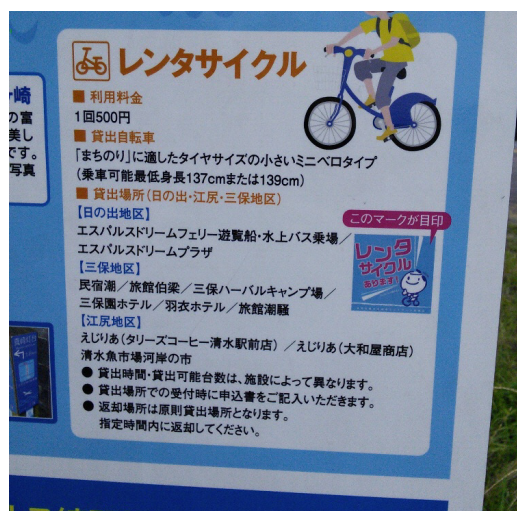 レンタサイクル
■ 利用料金
1回500円
■ 貸出自転車
「まちのり」に適したタイヤサイズの小さいミニベロタイプ
(乗車可能最低身長137cmまたは139cm)
■ 貸出場所(日の出・江尻・三保地区)
【日の出地区】
エスパルスドリームフェリー遊覧船・水上バス乗場／
エスパルスドリームプラザ
【三保地区】
民宿潮／旅館伯梁／三保ハーバルキャンプ場／
三保園ホテル／羽衣ホテル／旅館潮騒
【江尻地区】
えじりあ(タリーズコーヒー清水駅前店) ／えじりあ(大和屋商店)
清水魚市場河岸の市
● 貸出時間・貸出可能台数は、施設によって異なります。
● 貸出場所での受付時に申込書をご記入いただきます。
● 返却場所は原則貸出場所となります。
指定時間内に返却してください。
このマークが目印
レンタ
サイクル
あります!
崎
の富
美し
です。
写真